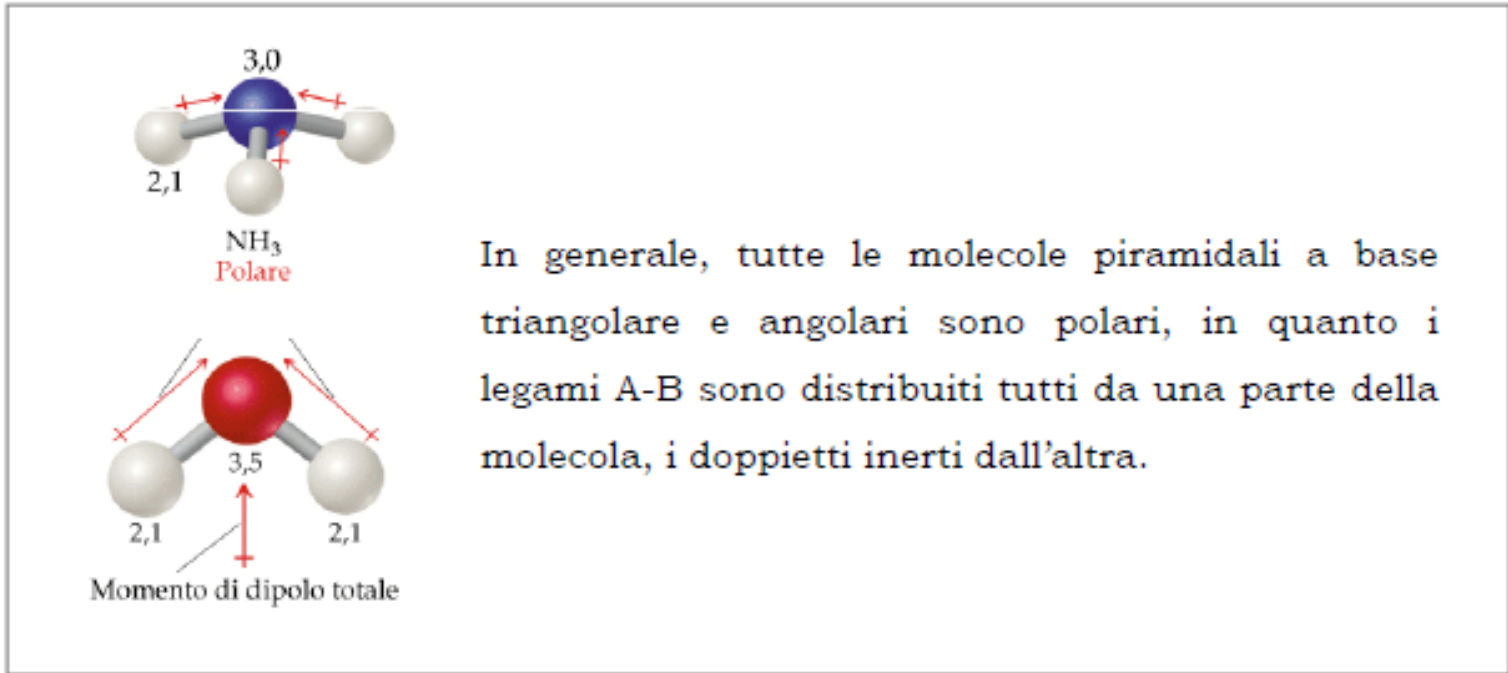 3,0
2,1
NH₃
Polare
3,5
2,1 2,1
Momento di dipolo totale
In generale, tutte le molecole piramidali a base
triangolare e angolari sono polari, in quanto i
legami A-B sono distribuiti tutti da una parte della
molecola, i doppietti inerti dall'altra.